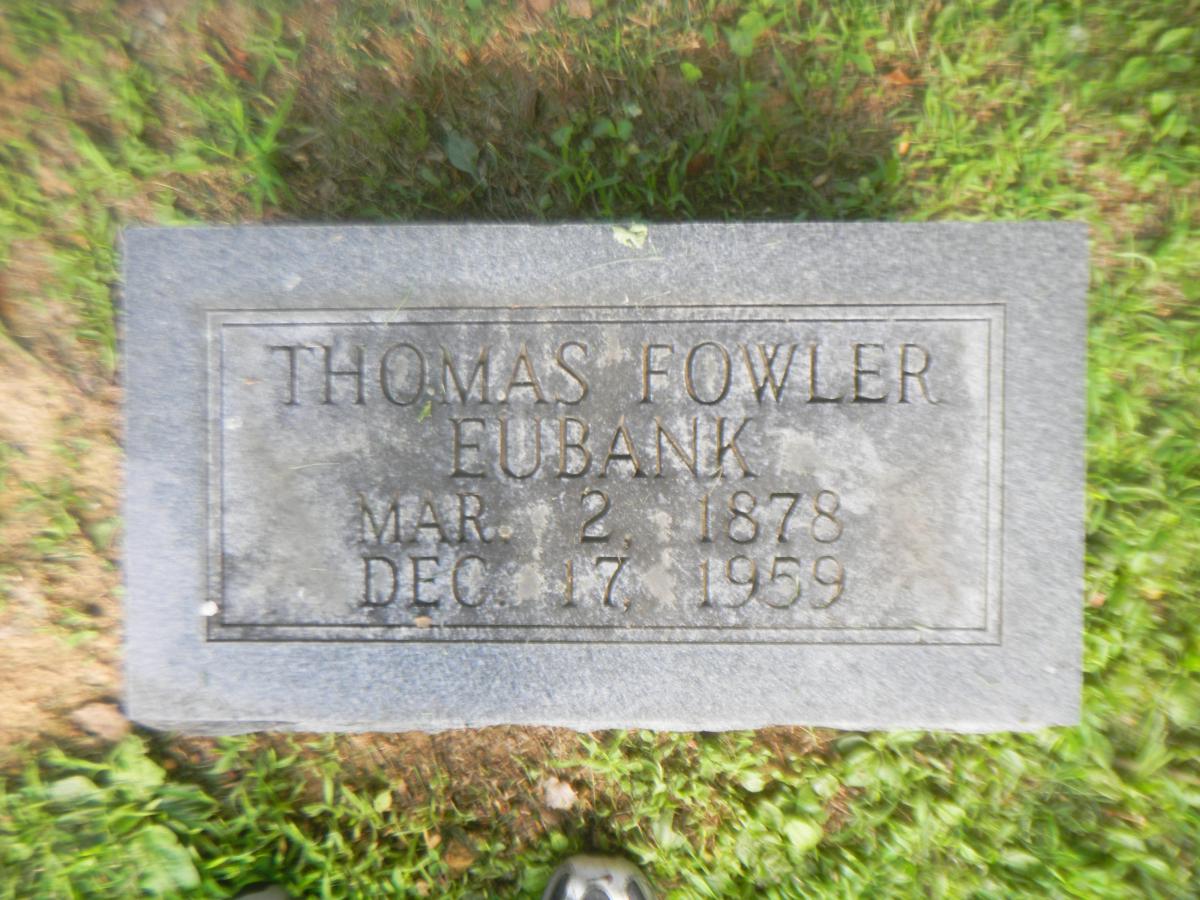 THOMAS FOWLER
EUBANK
MAR. 2, 1878
DEC. 17, 1959